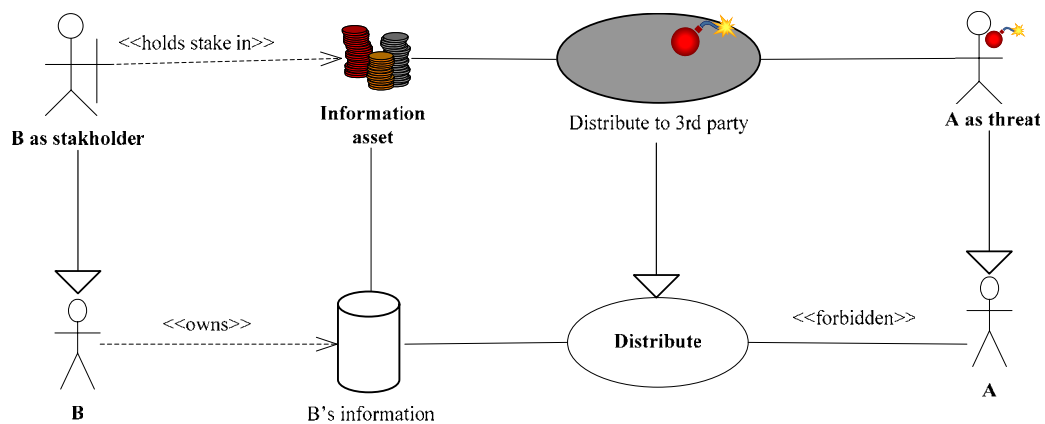 <<holds stake in>>
B as stakholder
Information
asset
Distribute to 3rd party
A as threat
<<owns>>
<<forbidden>>
Distribute
B
B's information
A